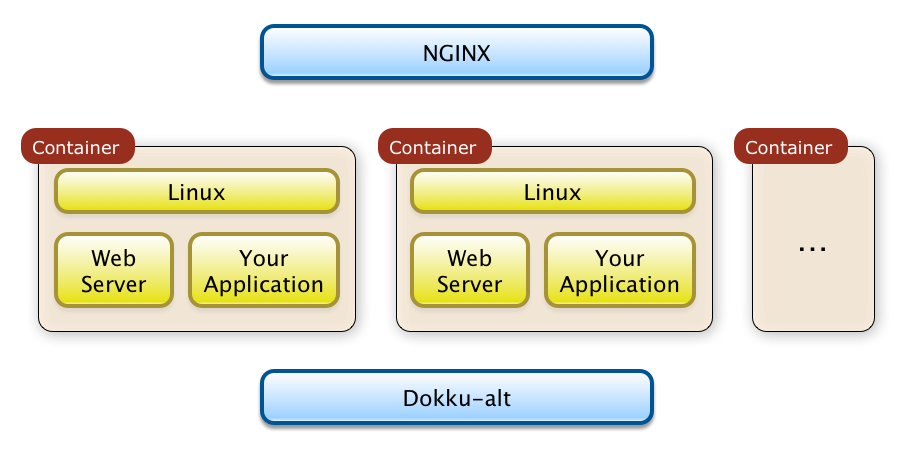 NGINX
Container
Linux
Web
Server
Your
Application
Container
Linux
Web
Server
Your
Application
Container
...
Dokku-alt